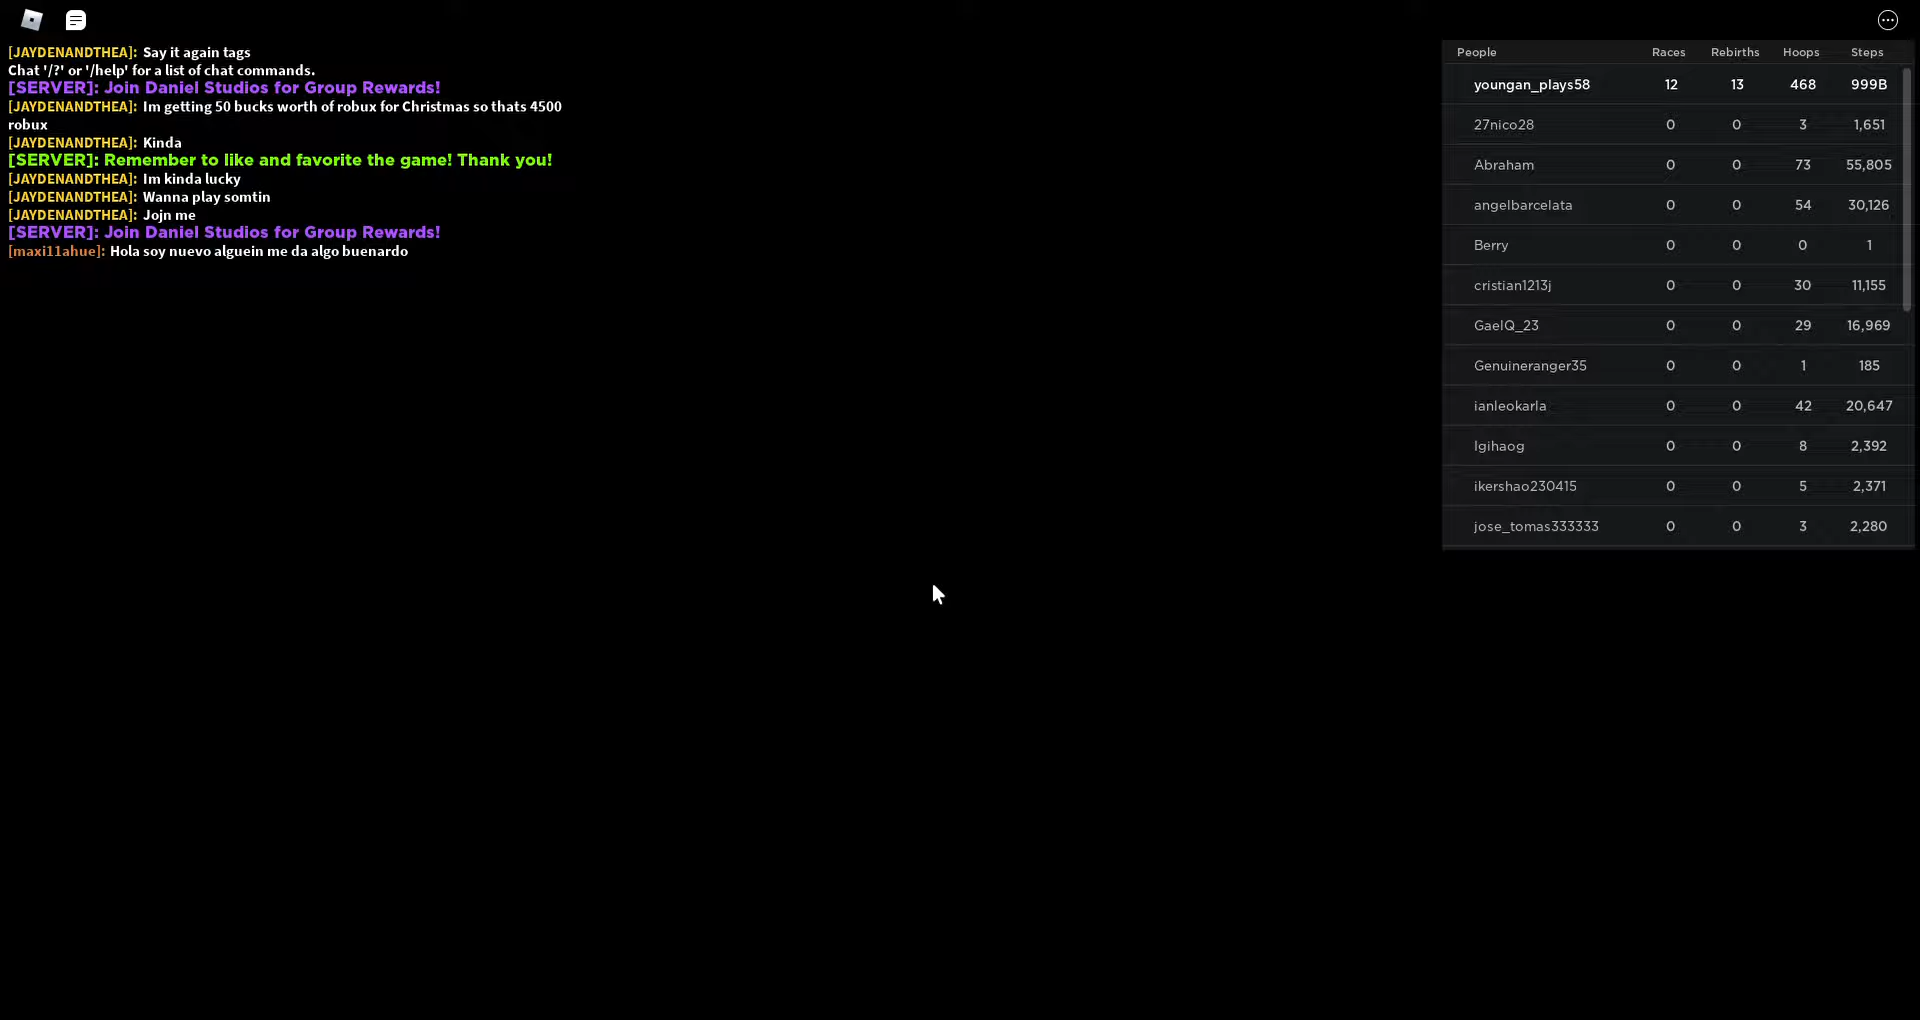 [JAYDENANDTHEA]: Say it again tags
Chat '/?' or '/help' for a list of chat commands.
[SERVER]: Join Daniel Studios for Group Rewards!
[JAYDENANDTHEA]: Im getting 50 bucks worth of robux for Christmas so thats 4500
robux
[JAYDENANDTHEA]: Kinda
[SERVER]: Remember to like and favorite the game! Thank you!
[JAYDENANDTHEA]: Im kinda lucky
[JAYDENANDTHEA]: Wanna play somtin
[JAYDENANDTHEA]: Jojn me
[SERVER]: Join Daniel Studios for Group Rewards!
[maxi11ahue]: Hola soy nuevo alguein me da algo buenardo
People Races Rebirths Hoops Steps
youngan_plays58 12 13 468 999B
27nico28 0 0 3 1,651
Abraham 0 0 73 55,805
angelbarcelata 0 0 54 30,126
Berry 0 0 0 1
cristian1213j 0 0 30 11,155
GaelQ_23 0 0 29 16,969
Genuineranger35 0 0 1 185
ianleokarla 0 0 42 20,647
Igihaog 0 0 8 2,392
ikershao230415 0 0 5 2,371
jose_tomas333333 0 0 3 2,280